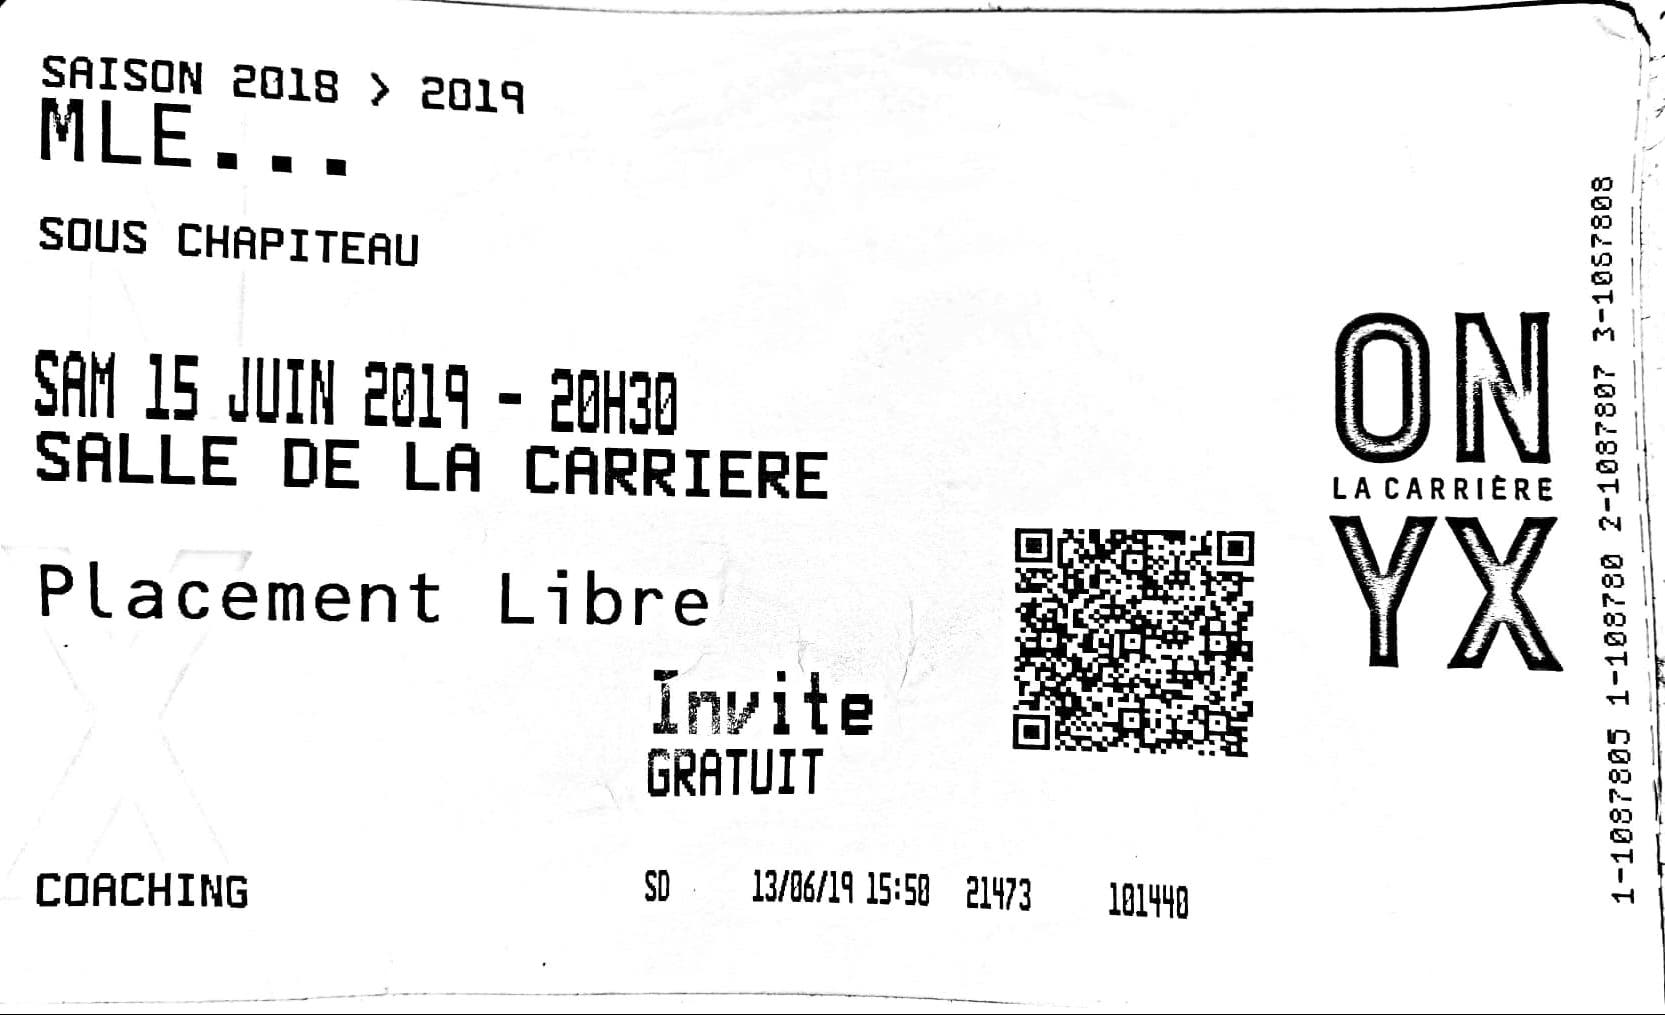 SAISON 2018 > 2019
MLE...
SOUS CHAPITEAU
SAM 15 JUIN 2019 - 20H30
SALLE DE LA CARRIERE
Placement Libre
Invite
GRATUIT
COACHING
SD 13/06/19 15:50 21473 101440
ON
LA CARRIÈRE
YX
1-1087805 1-108780 2-1087807 3-1087808